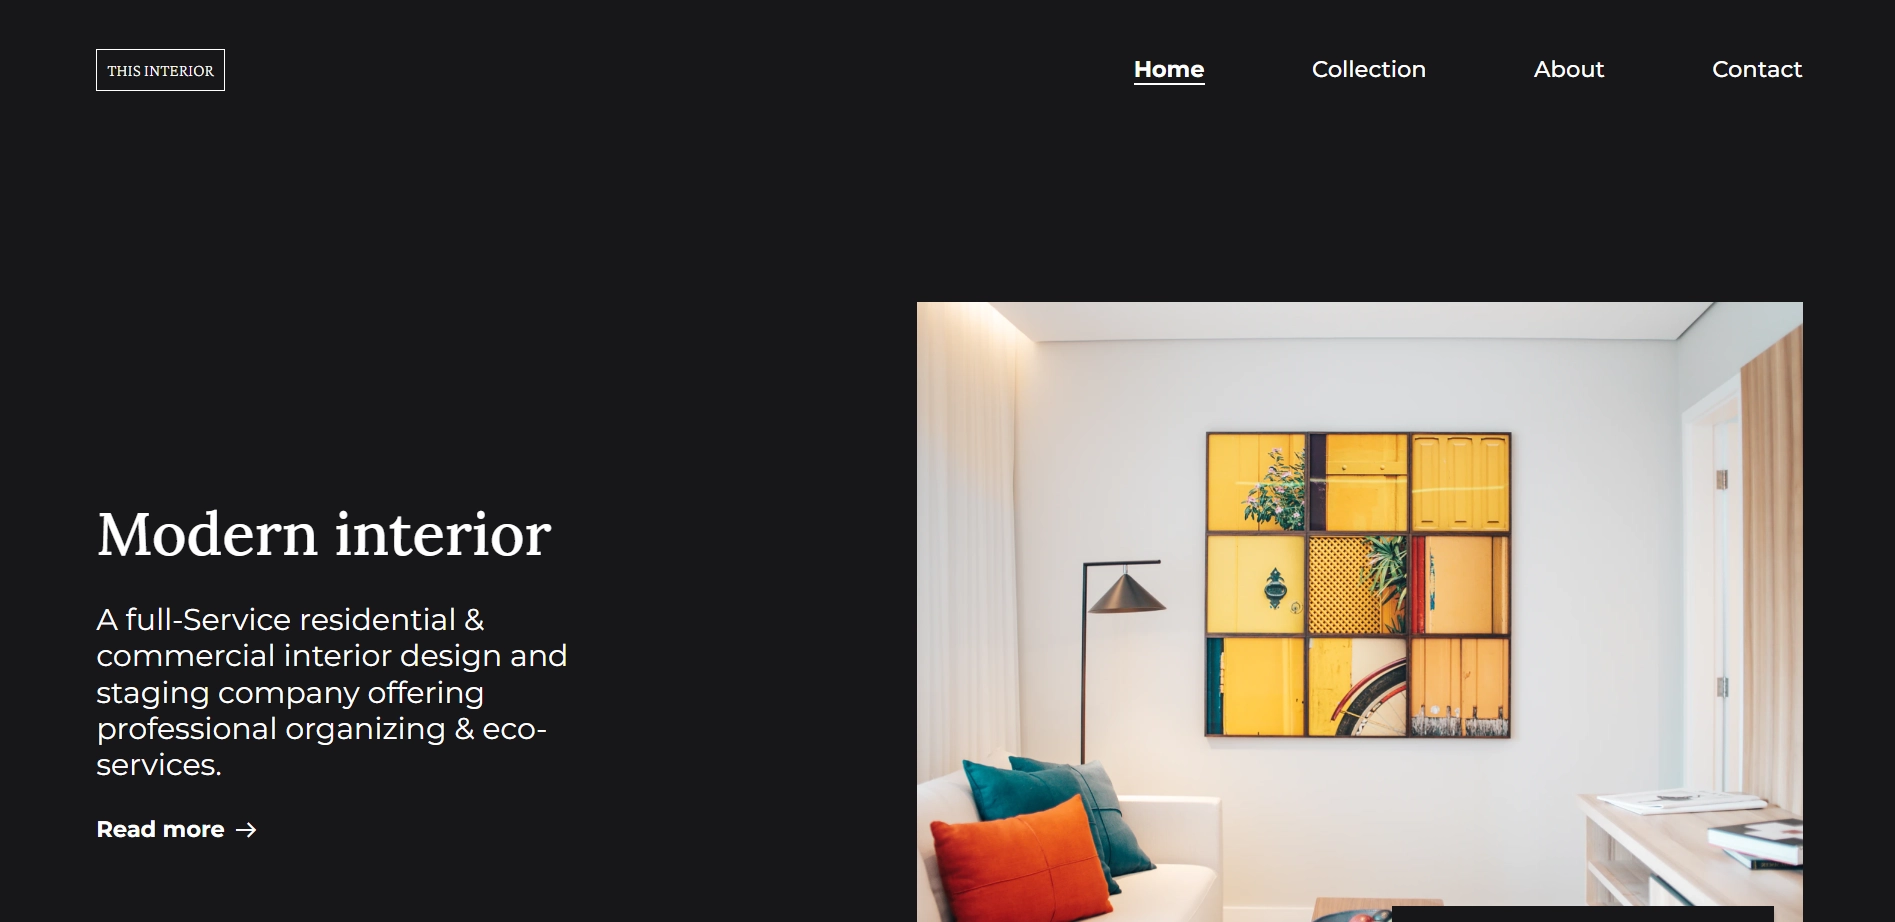 THIS INTERIOR
Home
Collection
About
Contact
Modern interior
A full-Service residential &
commercial interior design and
staging company offering
professional organizing & eco-
services.
Read more →